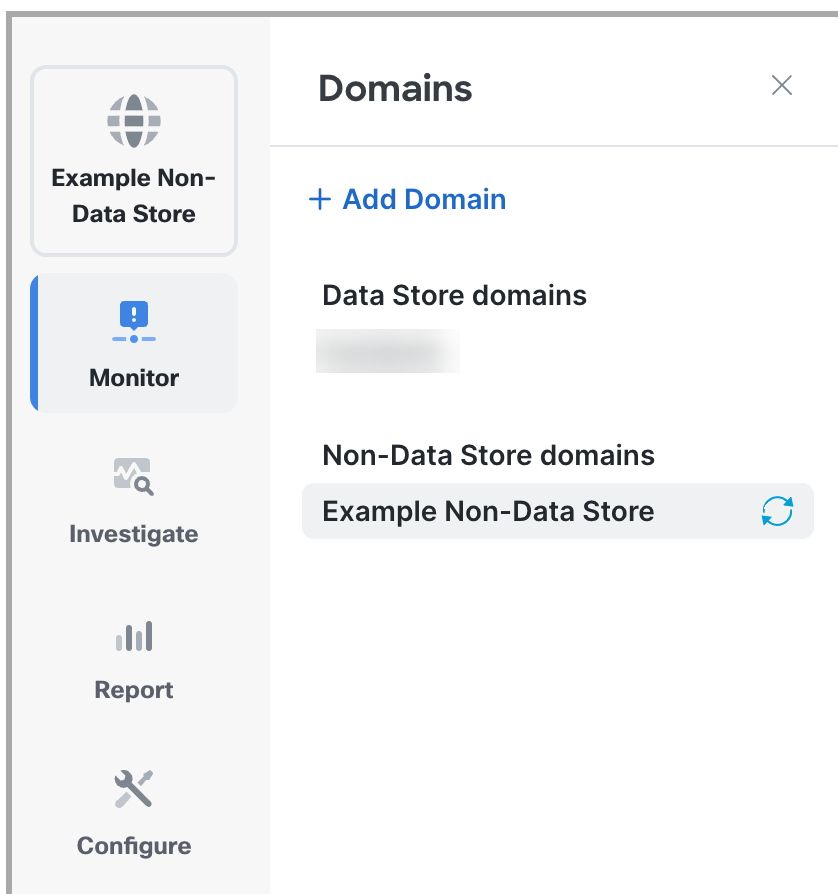 Example Non-
Data Store
Monitor
Investigate
Report
Configure
Domains
+ Add Domain
Data Store domains
Non-Data Store domains
Example Non-Data Store